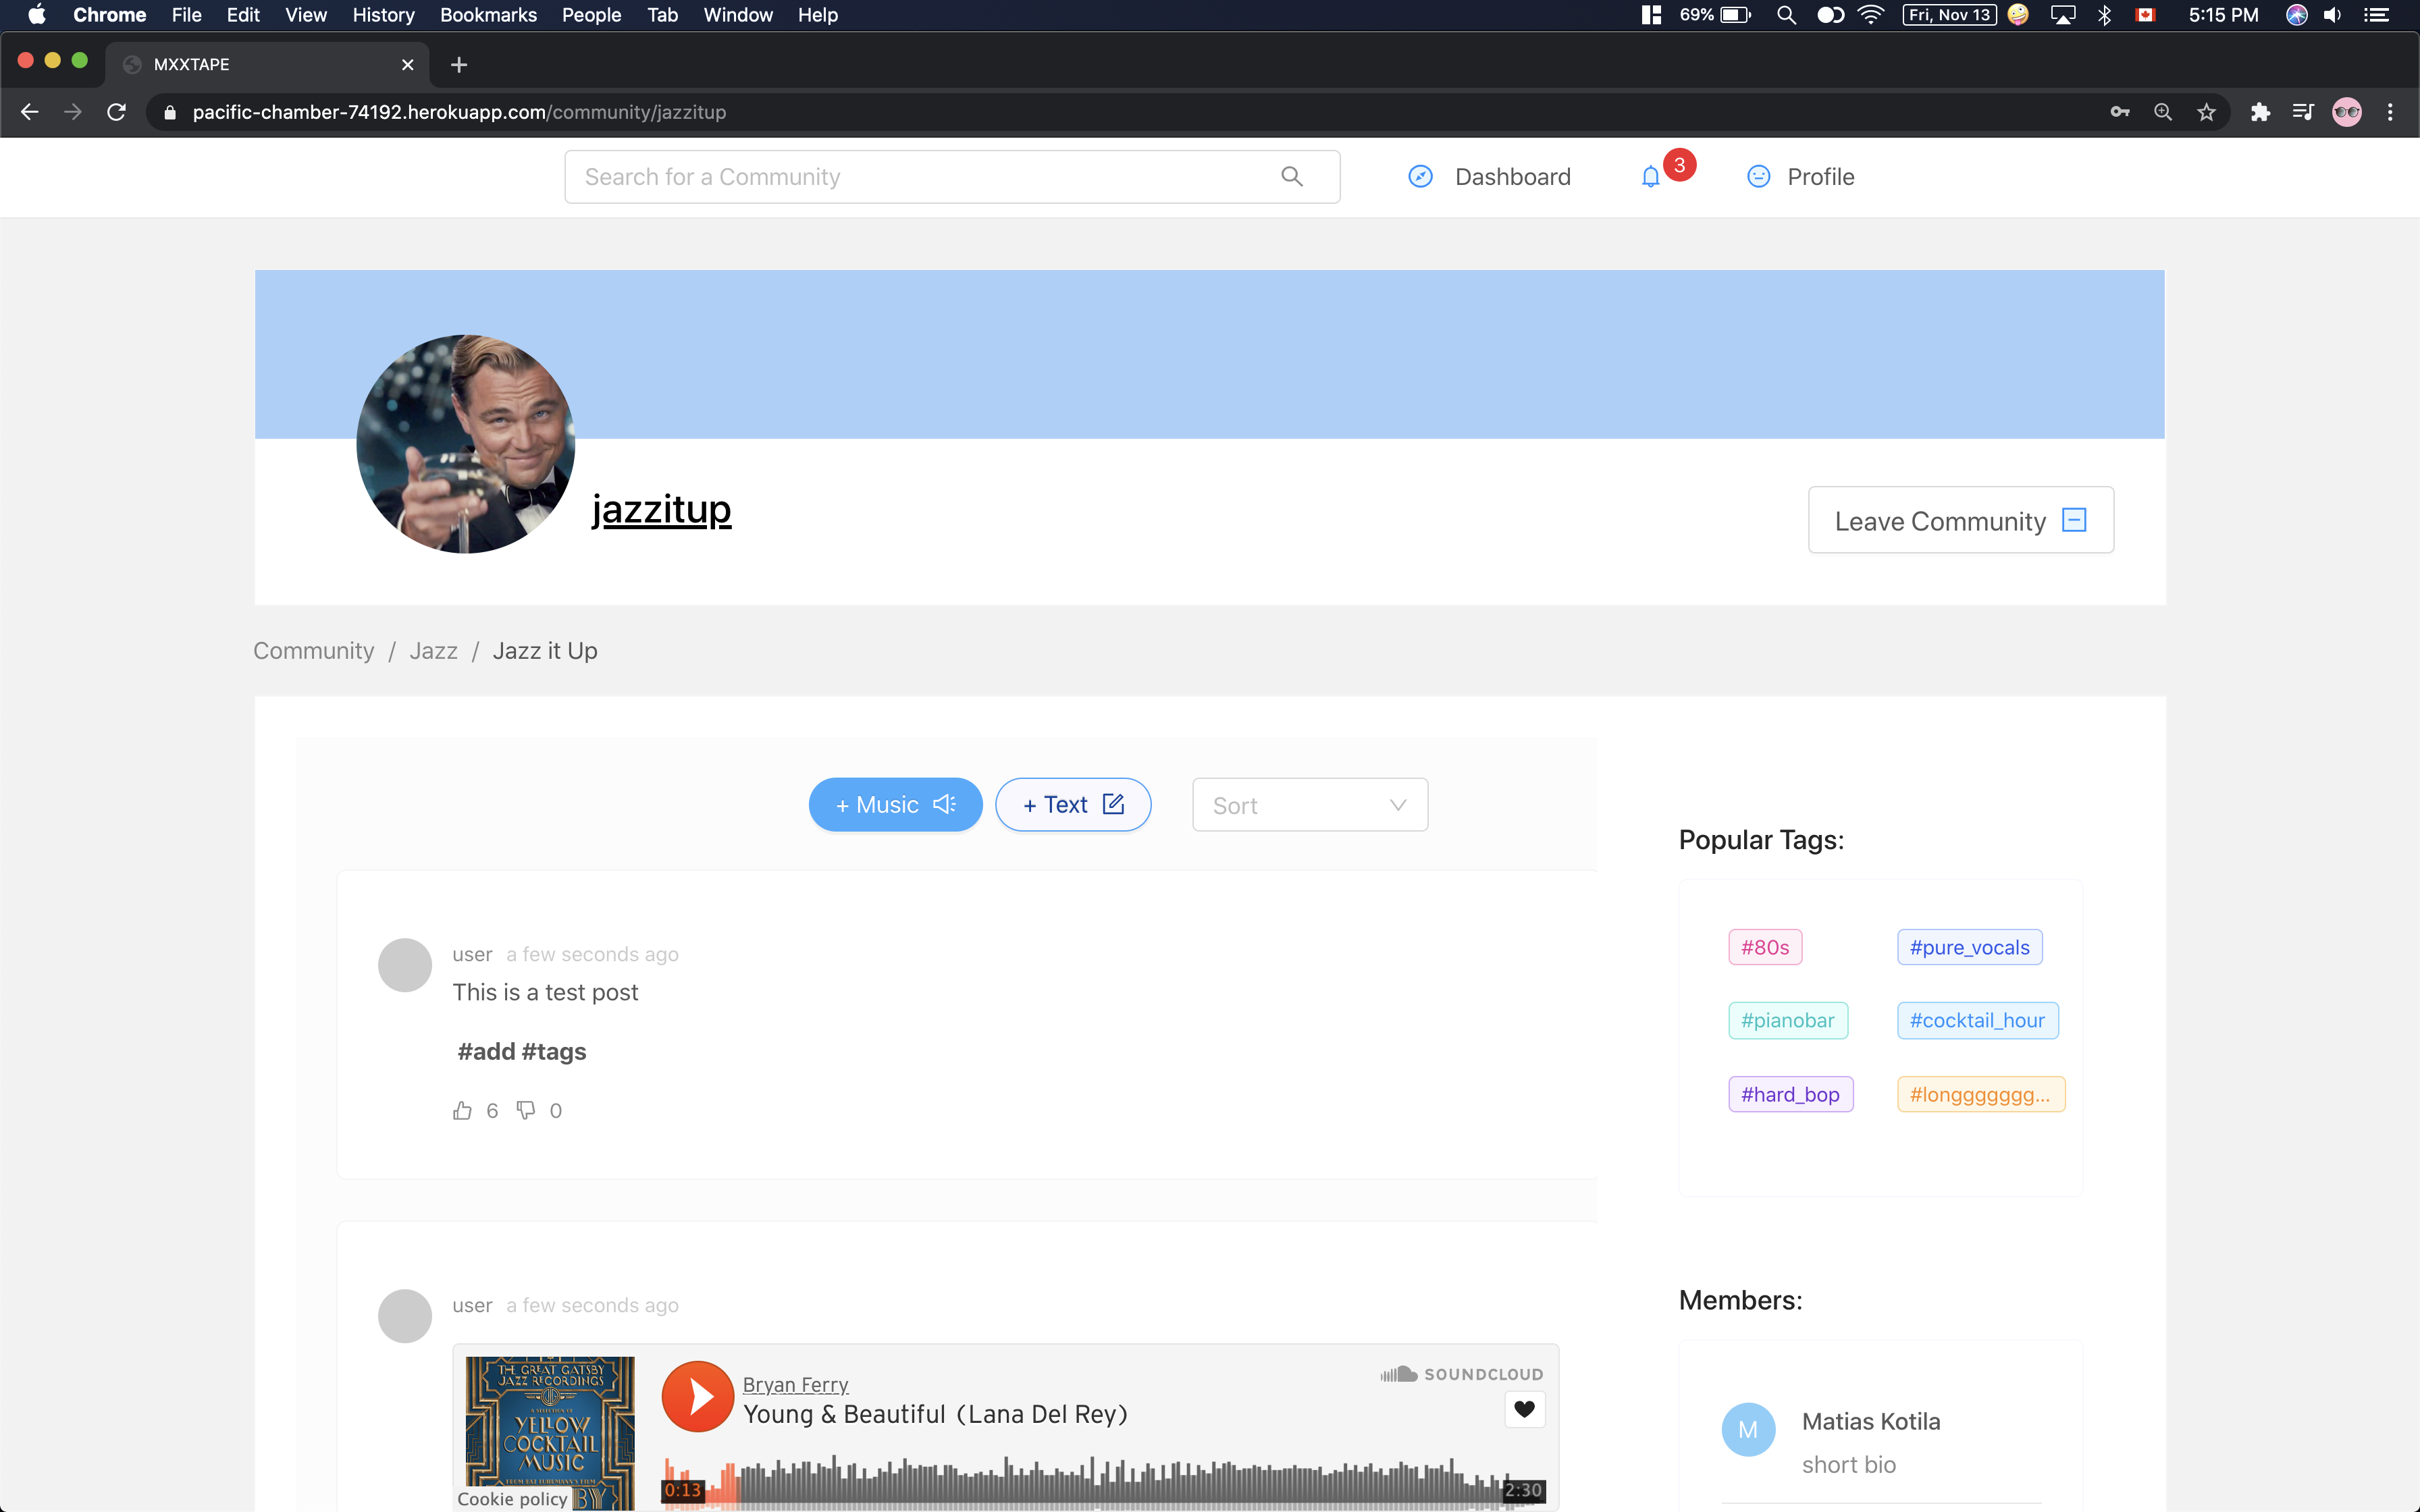 Chrome File Edit View History Bookmarks People Tab Window Help 69% Fri, Nov 13 5:15 PM
MXXTAPE
pacific-chamber-74192.herokuapp.com/community/jazzitup
Search for a Community Dashboard 3 Profile
jazzitup
Leave Community
Community / Jazz / Jazz it Up
+ Music + Text Sort
user a few seconds ago
This is a test post
#add #tags
6 0
user a few seconds ago
THE GREAT GATSBY
JAZZ RECORDINGS
A SELECTION OF
YELLOW
COCKTAIL
MUSIC
BY
Cookie policy
Bryan Ferry
Young & Beautiful (Lana Del Rey)
SOUNDCLOUD
0:13 2:30
Popular Tags:
#80s #pure_vocals
#pianobar #cocktail_hour
#hard_bop #longggggggg...
Members:
M
Matias Kotila
short bio